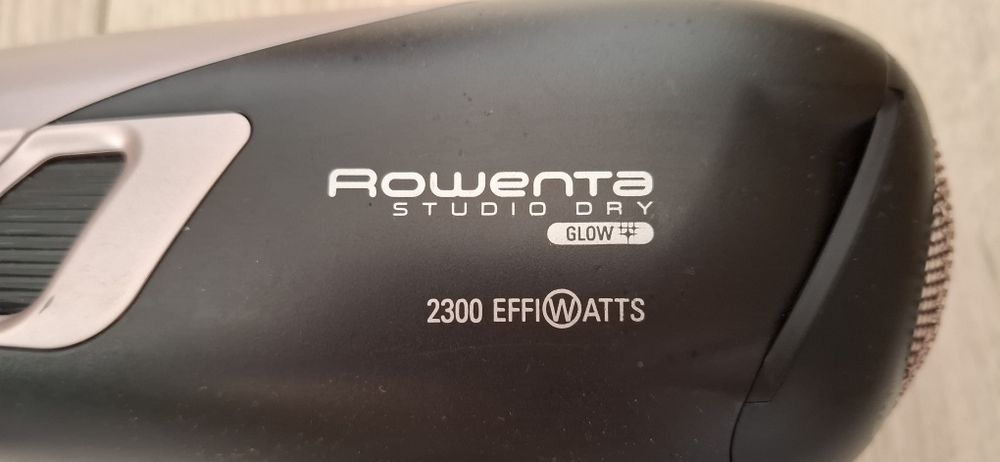 Rowenta
STUDIO DRY
GLOW
2300 EFFIWATTS